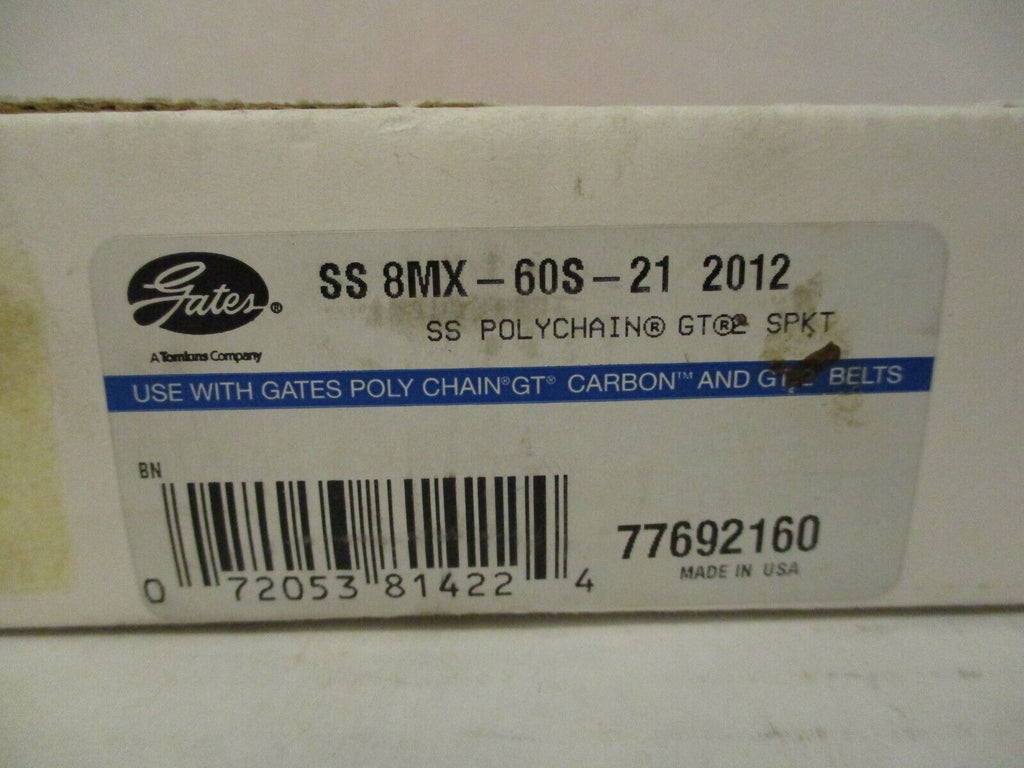 Gates®
A Tomkins Company
SS 8MX-60S-21 2012
SS POLYCHAIN® GT®2 SPKT
USE WITH GATES POLY CHAIN®GT® CARBON™ AND GT 2 BELTS
BN
0 72053 81422 4
77692160
MADE IN USA